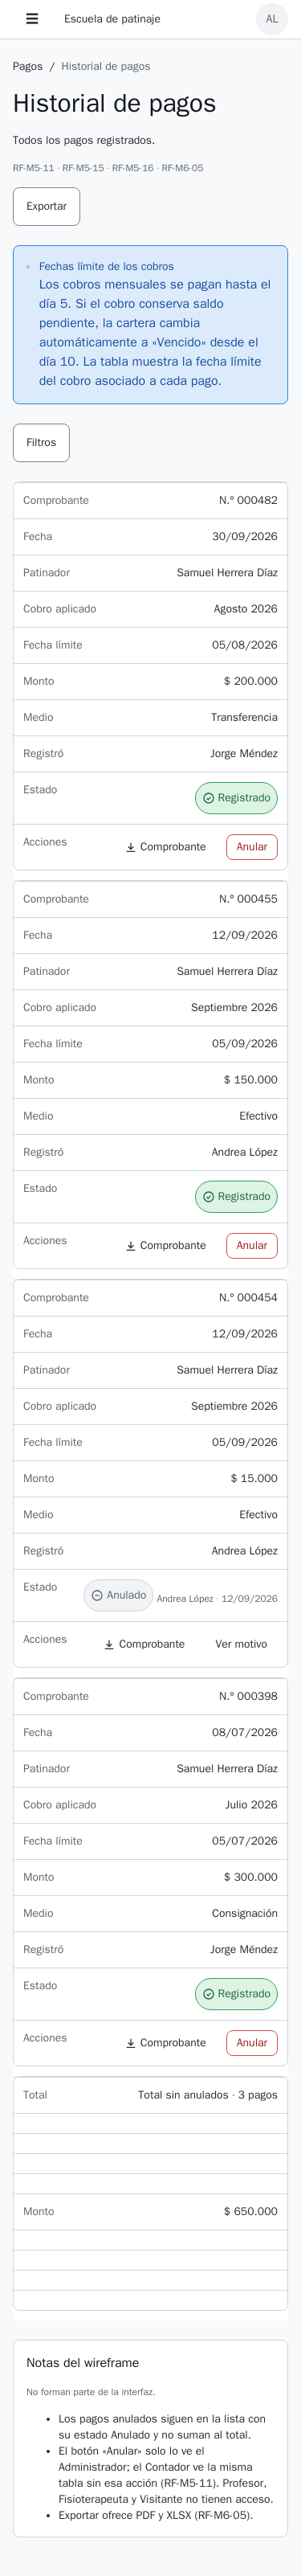 Escuela de patinaje
AL
Pagos / Historial de pagos
Historial de pagos
Todos los pagos registrados.
RF-M5-11 · RF-M5-15 · RF-M5-16 · RF-M6-05
Exportar
Fechas límite de los cobros
Los cobros mensuales se pagan hasta el
día 5. Si el cobro conserva saldo
pendiente, la cartera cambia
automáticamente a «Vencido» desde el
día 10. La tabla muestra la fecha límite
del cobro asociado a cada pago.
Filtros
Comprobante N.º 000482
Fecha 30/09/2026
Patinador Samuel Herrera Díaz
Cobro aplicado Agosto 2026
Fecha límite 05/08/2026
Monto $ 200.000
Medio Transferencia
Registró Jorge Méndez
Estado Registrado
Acciones Comprobante Anular
Comprobante N.º 000455
Fecha 12/09/2026
Patinador Samuel Herrera Díaz
Cobro aplicado Septiembre 2026
Fecha límite 05/09/2026
Monto $ 150.000
Medio Efectivo
Registró Andrea López
Estado Registrado
Acciones Comprobante Anular
Comprobante N.º 000454
Fecha 12/09/2026
Patinador Samuel Herrera Díaz
Cobro aplicado Septiembre 2026
Fecha límite 05/09/2026
Monto $ 15.000
Medio Efectivo
Registró Andrea López
Estado Anulado Andrea López · 12/09/2026
Acciones Comprobante Ver motivo
Comprobante N.º 000398
Fecha 08/07/2026
Patinador Samuel Herrera Díaz
Cobro aplicado Julio 2026
Fecha límite 05/07/2026
Monto $ 300.000
Medio Consignación
Registró Jorge Méndez
Estado Registrado
Acciones Comprobante Anular
Total Total sin anulados · 3 pagos
Monto $ 650.000
Notas del wireframe
No forman parte de la interfaz.
• Los pagos anulados siguen en la lista con
su estado Anulado y no suman al total.
• El botón «Anular» solo lo ve el
Administrador; el Contador ve la misma
tabla sin esa acción (RF-M5-11). Profesor,
Fisioterapeuta y Visitante no tienen acceso.
• Exportar ofrece PDF y XLSX (RF-M6-05).